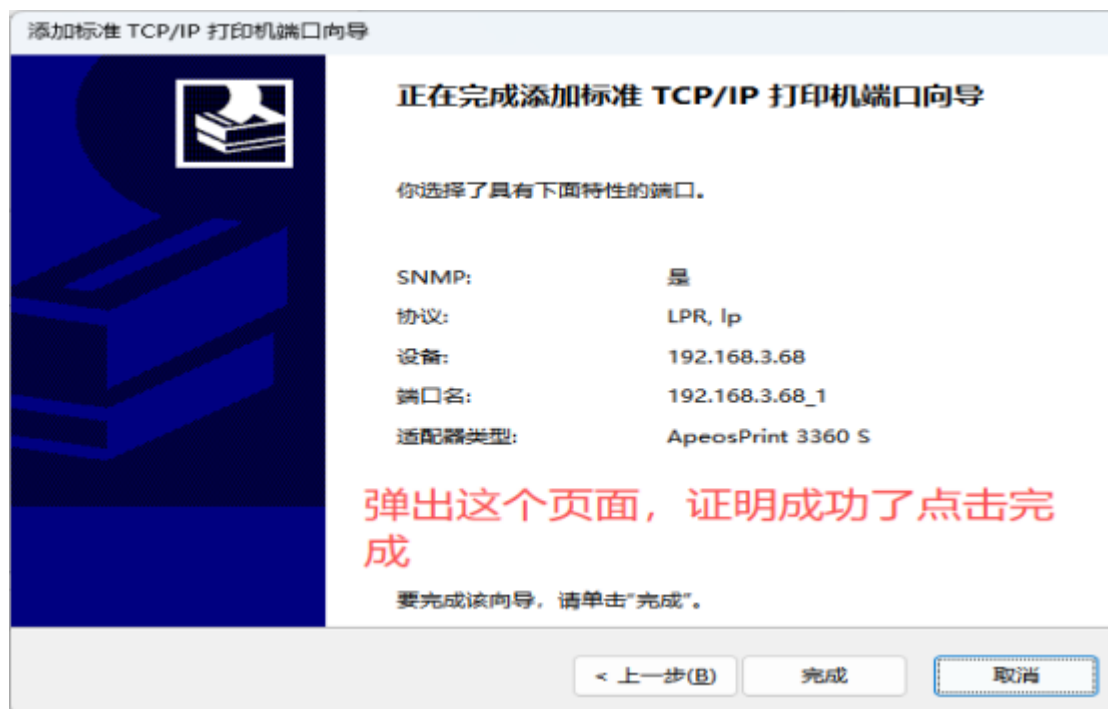 添加标准 TCP/IP 打印机端口向导
正在完成添加标准 TCP/IP 打印机端口向导
你选择了具有下面特性的端口。
SNMP: 是
协议: LPR, lp
设备: 192.168.3.68
端口名: 192.168.3.68_1
适配器类型: ApeosPrint 3360 S
弹出这个页面，证明成功了点击完
成
要完成该向导，请单击"完成"。
< 上一步(B) 完成 取消